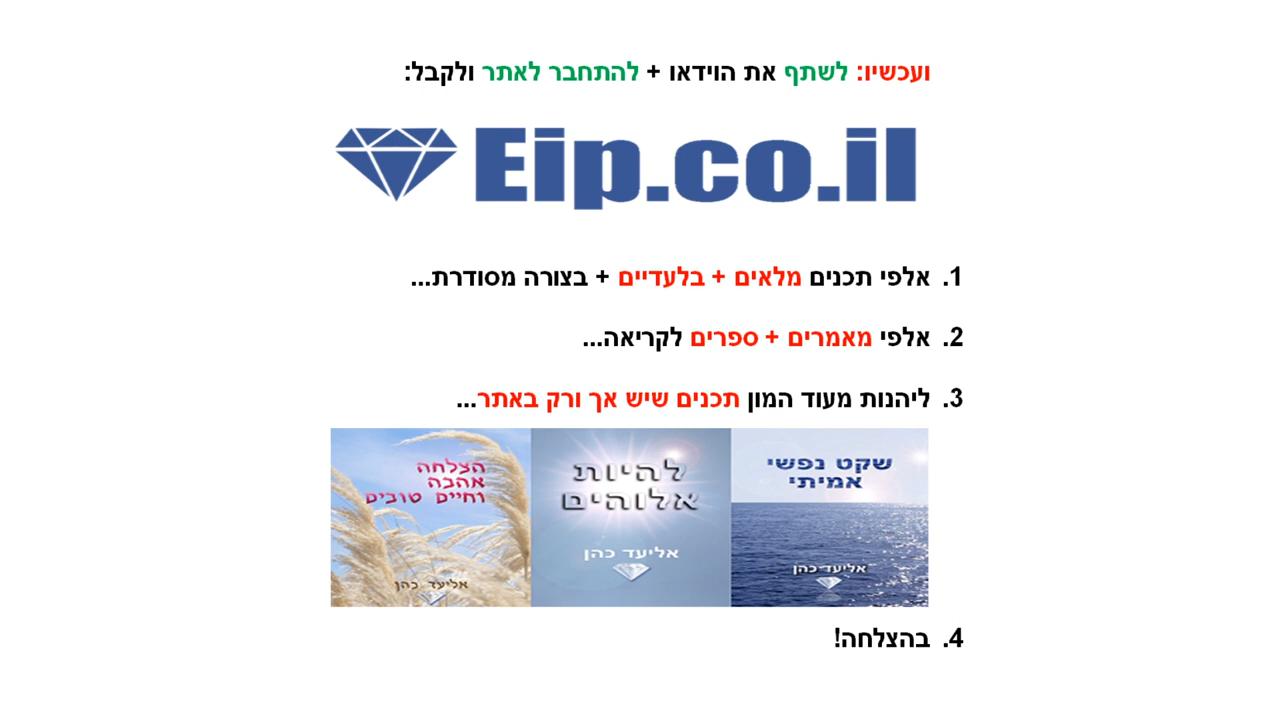 ועכשיו: לשתף את הוידאו + להתחבר לאתר ולקבל:
Eip.co.il
1. אלפי תכנים מלאים + בלעדיים + בצורה מסודרת...
2. אלפי מאמרים + ספרים לקריאה...
3. ליהנות מעוד המון תכנים שיש אך ורק באתר...
שקט נפשי
אמיתי
אליעד כהן
להיות
אלוהים
אליעד כהן
הצלחה
אהבה
וחיים טובים
אליעד כהן
4. בהצלחה!